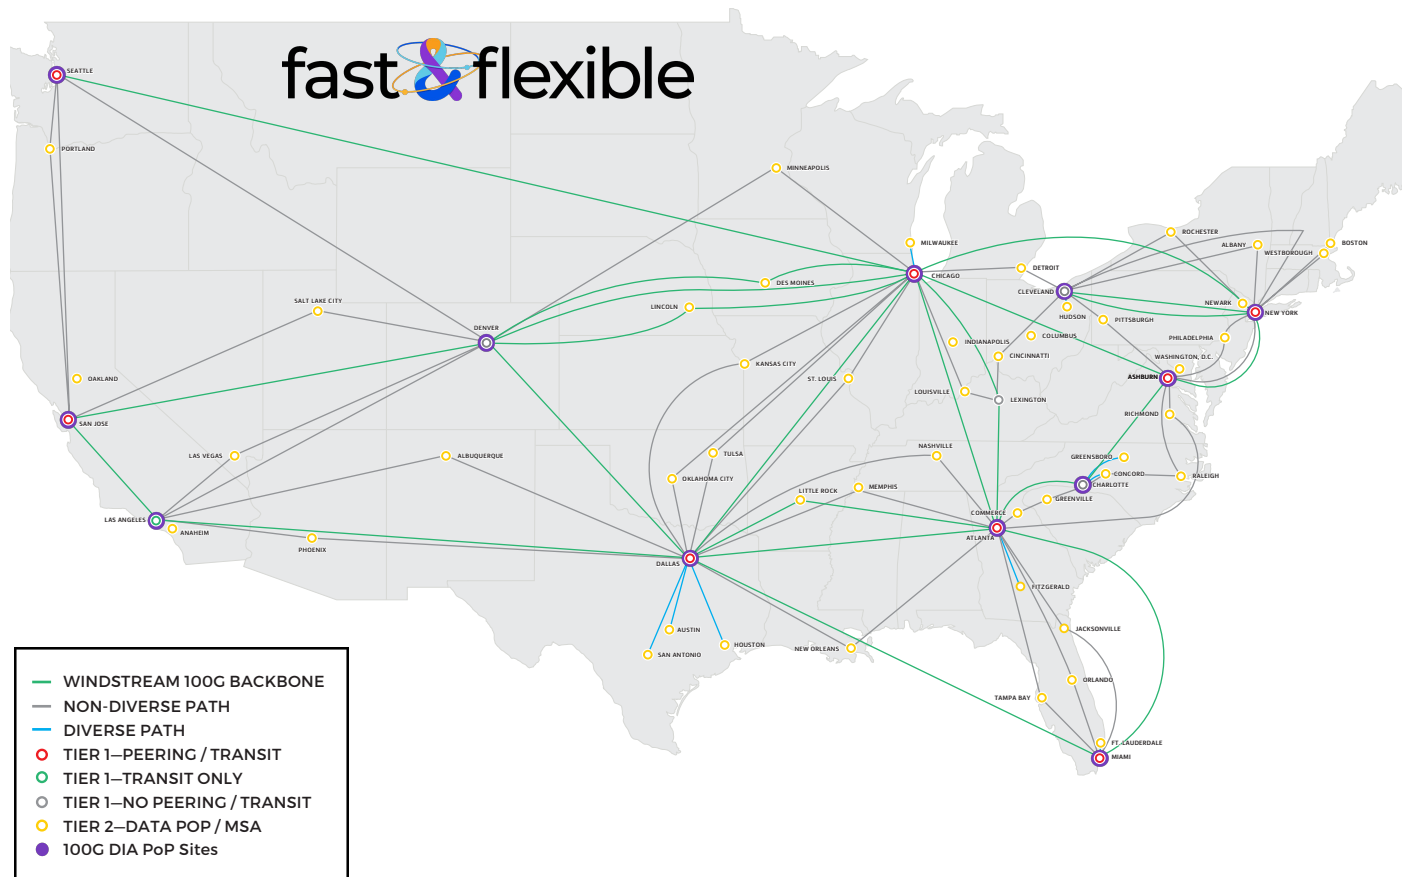 fast & flexible
SEATTLE
PORTLAND
MINNEAPOLIS
ROCHESTER
MILWAUKEE
ALBANY
BOSTON
WESTBOROUGH
DETROIT
CHICAGO
DES MOINES
CLEVELAND
SALT LAKE CITY
NEWARK
LINCOLN
HUDSON
NEW YORK
PITTSBURGH
DENVER
COLUMBUS
PHILADELPHIA
INDIANAPOLIS
CINCINNATTI
WASHINGTON, D.C.
KANSAS CITY
OAKLAND
ST. LOUIS
ASHBURN
LOUISVILLE
LEXINGTON
RICHMOND
SAN JOSE
NASHVILLE
LAS VEGAS
ALBUQUERQUE
TULSA
GREENSBORO
CONCORD
RALEIGH
OKLAHOMA CITY
CHARLOTTE
LITTLE ROCK
MEMPHIS
GREENVILLE
COMMERCE
LOS ANGELES
ANAHEIM
ATLANTA
PHOENIX
DALLAS
FITZGERALD
AUSTIN
JACKSONVILLE
HOUSTON
NEW ORLEANS
SAN ANTONIO
ORLANDO
TAMPA BAY
FT. LAUDERDALE
MIAMI
WINDSTREAM 100G BACKBONE
NON-DIVERSE PATH
DIVERSE PATH
TIER 1—PEERING / TRANSIT
TIER 1—TRANSIT ONLY
TIER 1—NO PEERING / TRANSIT
TIER 2—DATA POP / MSA
100G DIA PoP Sites